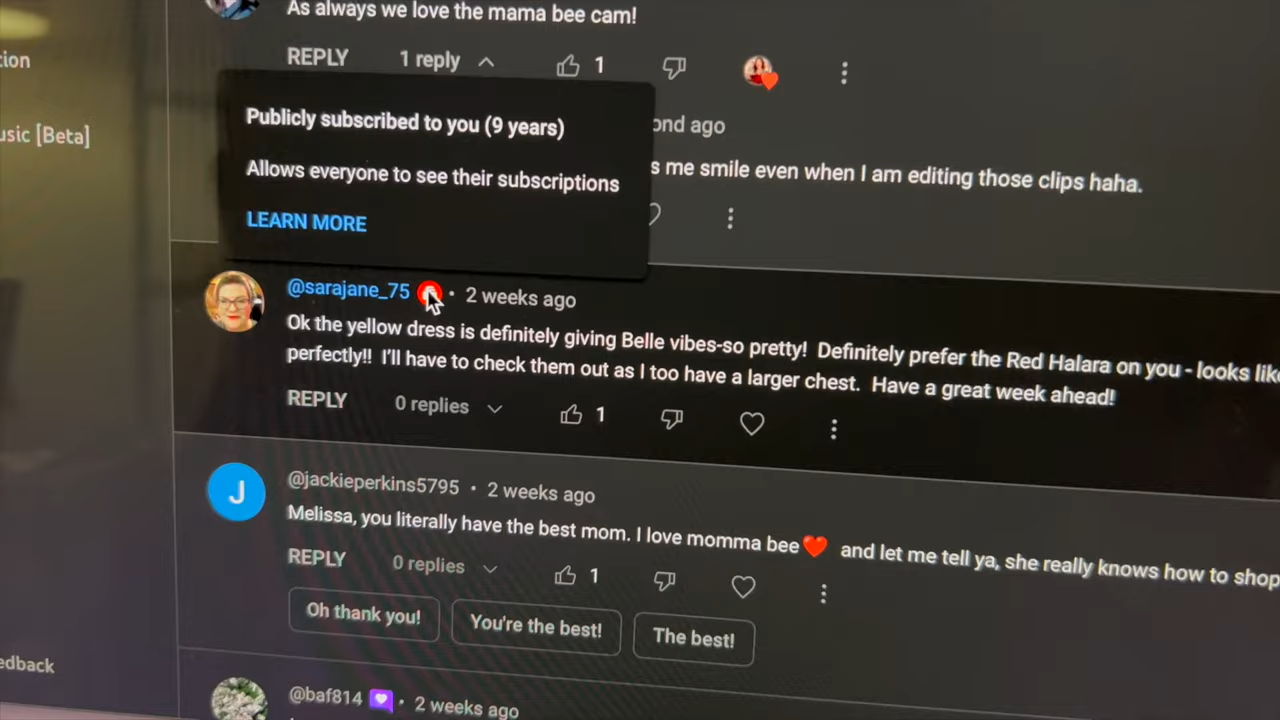 As always we love the mama bee cam!
REPLY 1 reply 1
Publicly subscribed to you (9 years)
ond ago
Allows everyone to see their subscriptions
s me smile even when I am editing those clips haha.
LEARN MORE
@sarajane_75 • 2 weeks ago
Ok the yellow dress is definitely giving Belle vibes-so pretty! Definitely prefer the Red Halara on you - looks like
perfectly!! I'll have to check them out as I too have a larger chest. Have a great week ahead!
REPLY 0 replies 1
J
@jackieperkins5795 • 2 weeks ago
Melissa, you literally have the best mom. I love momma bee❤️ and let me tell ya, she really knows how to shop
REPLY 0 replies 1
Oh thank you! You're the best! The best!
@baf814 • 2 weeks ago
tion
usic [Beta]
edback